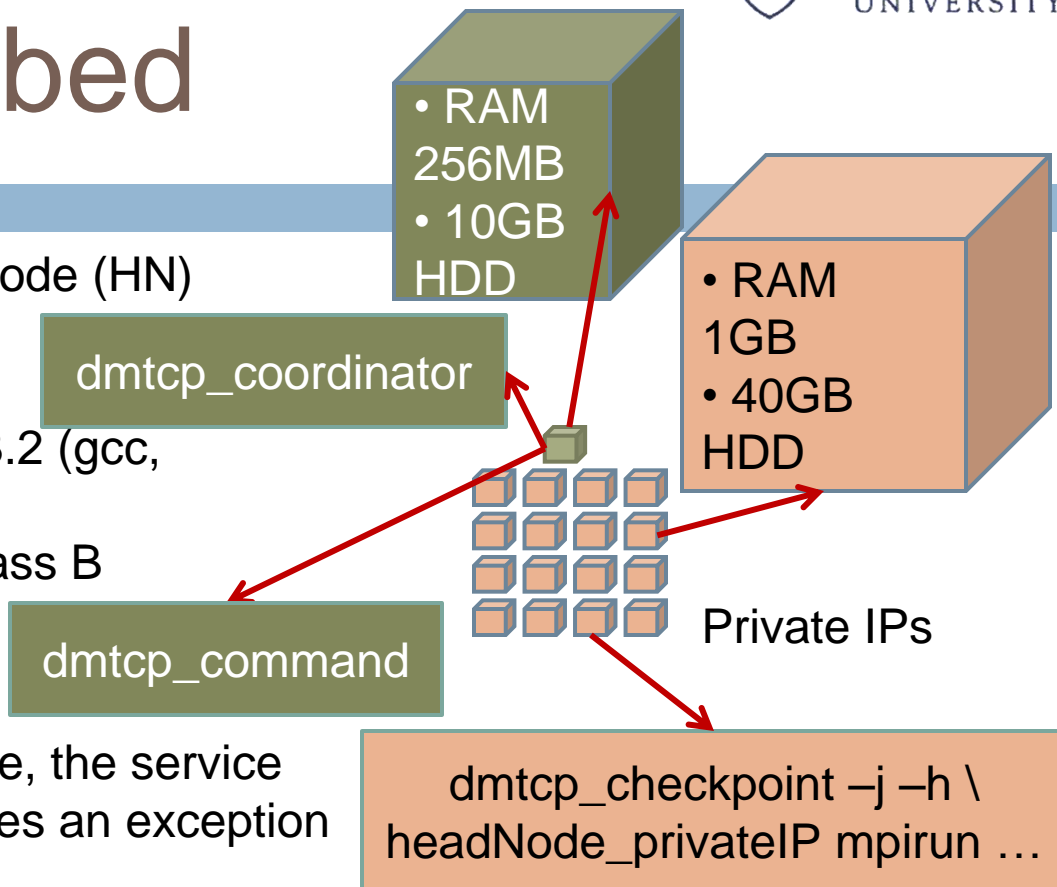 UNIVERSITY
bed
• RAM
256MB
• 10GB
HDD
ode (HN)
• RAM
1GB
• 40GB
HDD
dmtcp_coordinator
.2 (gcc,
ass B
Private IPs
dmtcp_command
e, the service
es an exception
dmtcp_checkpoint –j –h \
headNode_privateIP mpirun …